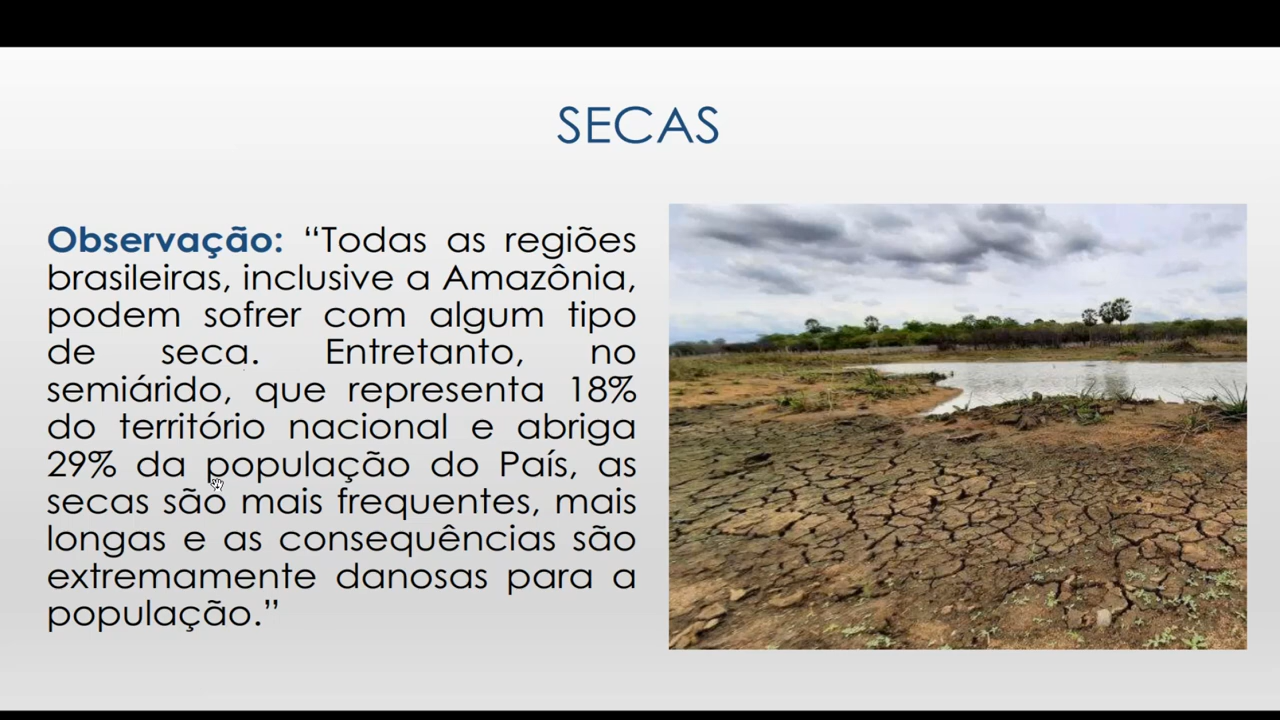 SECAS
Observação: “Todas as regiões
brasileiras, inclusive a Amazônia,
podem sofrer com algum tipo
de seca. Entretanto, no
semiárido, que representa 18%
do território nacional e abriga
29% da população do País, as
secas são mais frequentes, mais
longas e as consequências são
extremamente danosas para a
população.”